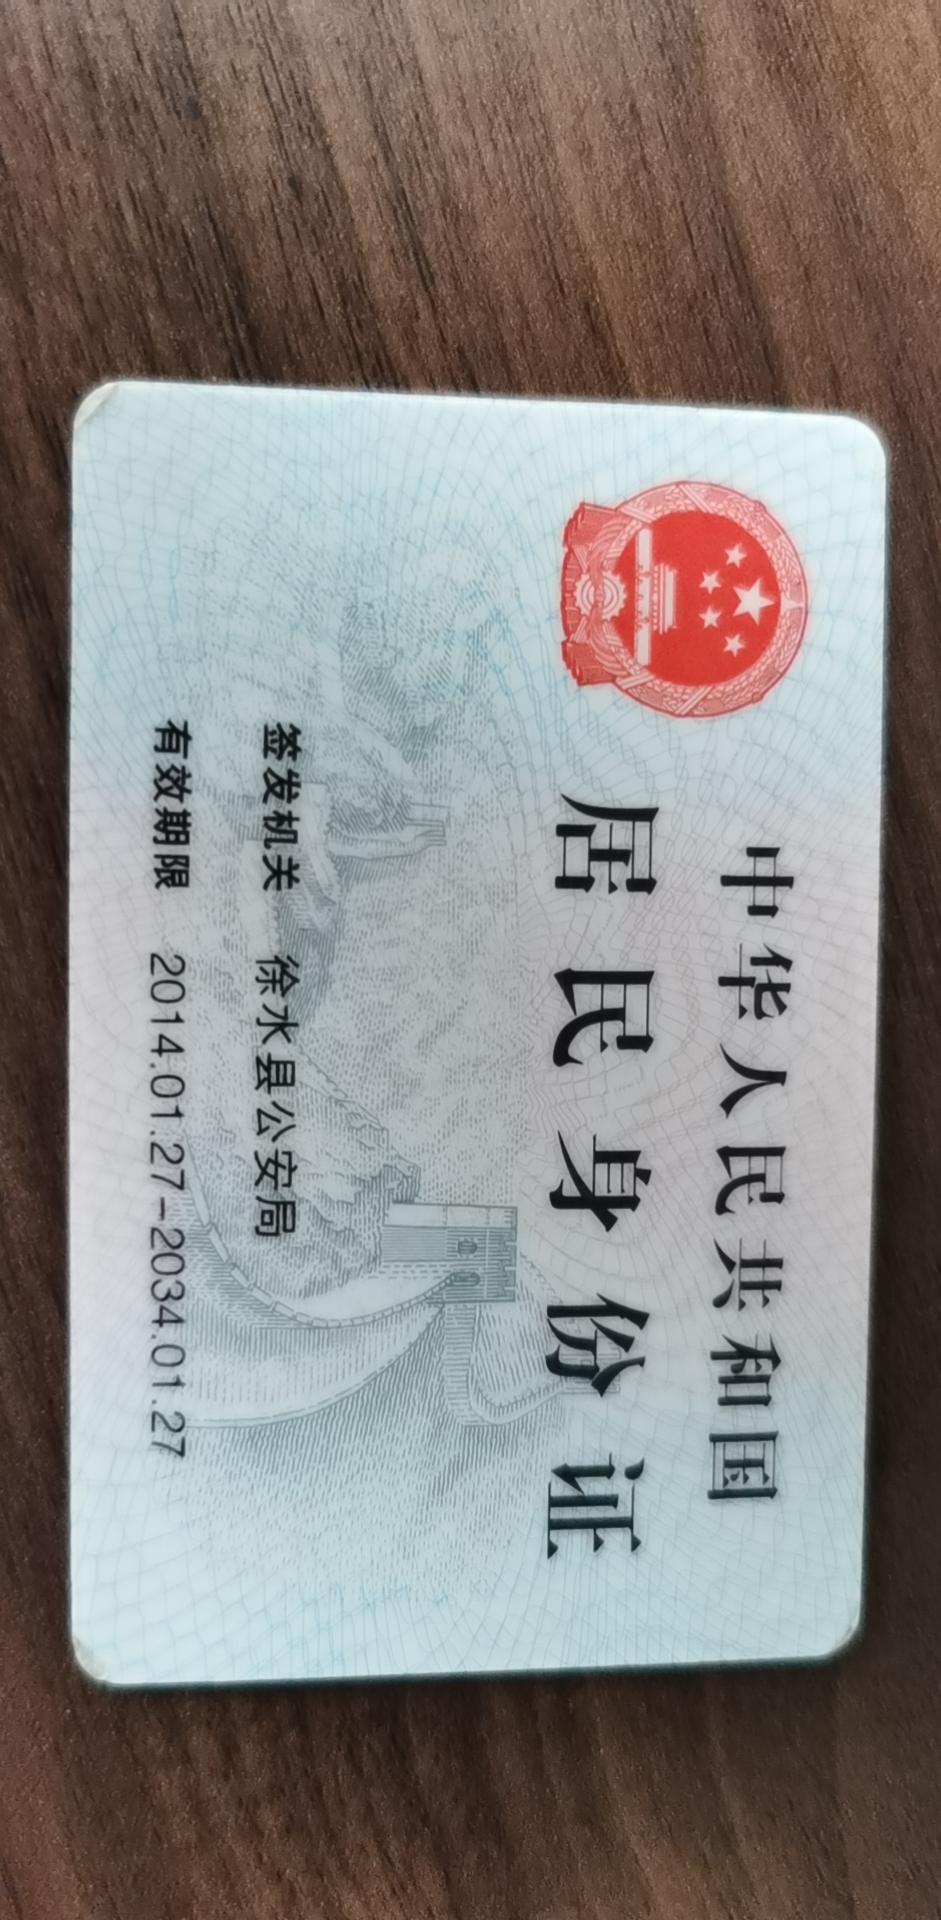 中华人民共和国
居民身份证
签发机关 徐水县公安局
有效期限 2014.01.27-2034.01.27